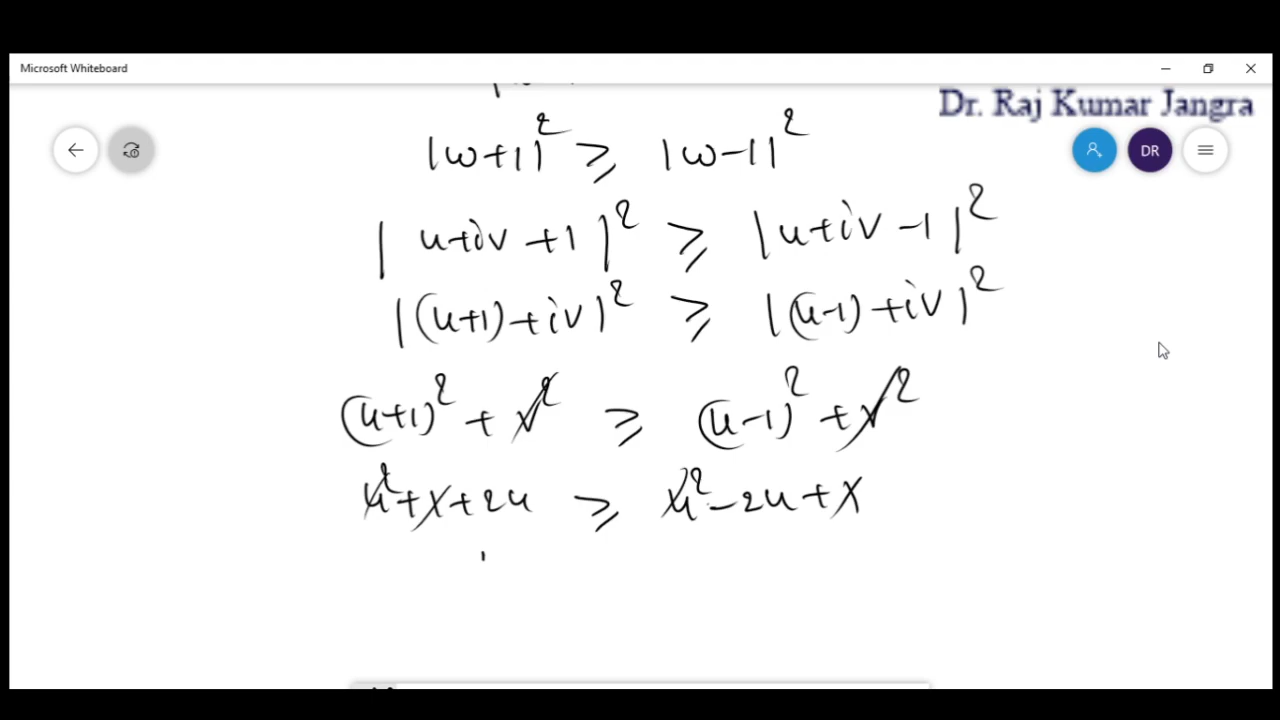 Microsoft Whiteboard
Dr. Raj Kumar Jangra
DR
|w+1|² ≥ |w-1|²
|u+iv+1|² ≥ |u+iv-1|²
|(u+1)+iv|² ≥ |(u-1)+iv|²
(u+1)² + v² ≥ (u-1)² + v²
u²+1+2u ≥ u²-2u+1